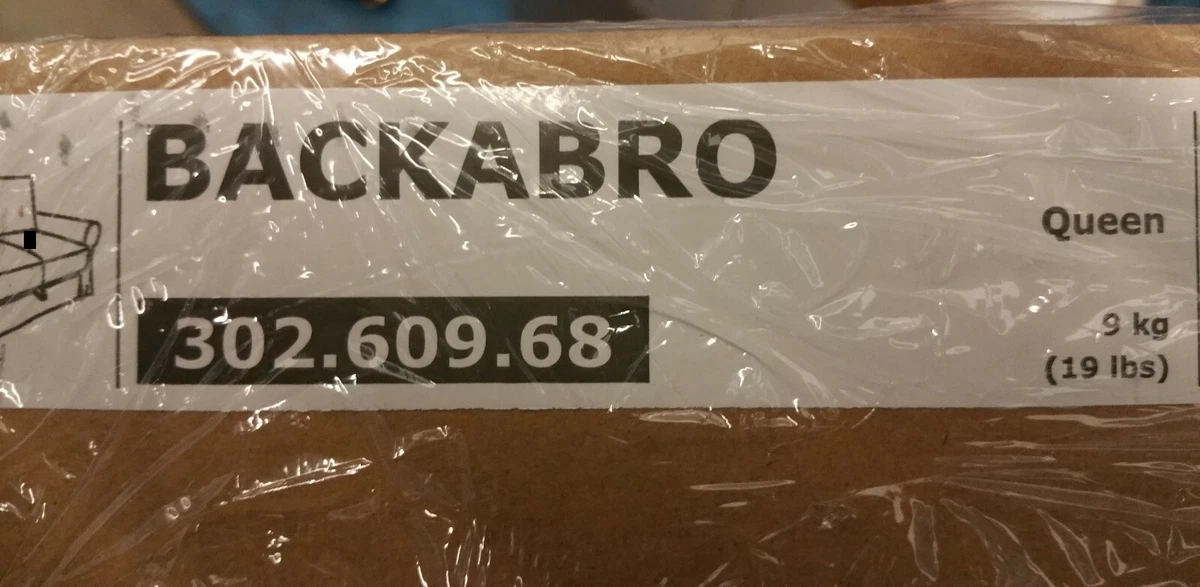 BACKABRO
Queen
302.609.68
9 kg
(19 lbs)